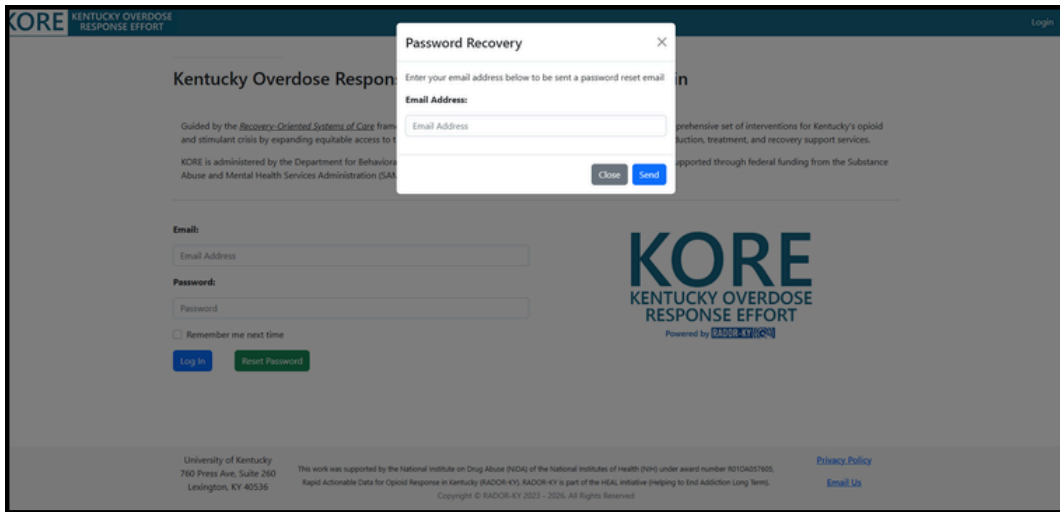 KORE KENTUCKY OVERDOSE
RESPONSE EFFORT
Login
Password Recovery
Enter your email address below to be sent a password reset email
Email Address:
Email Address
Close Send
Kentucky Overdose Respon in
Guided by the Recovery-Oriented Systems of Care fram prehensive set of interventions for Kentucky's opioid
and stimulant crisis by expanding equitable access to t duction, treatment, and recovery support services.
KORE is administered by the Department for Behaviora upported through federal funding from the Substance
Abuse and Mental Health Services Administration (SAM
Email:
Email Address
Password:
Password
Remember me next time
Log In Reset Password
KORE
KENTUCKY OVERDOSE
RESPONSE EFFORT
Powered by RADOR-KY
University of Kentucky
760 Press Ave, Suite 260
Lexington, KY 40536
This work was supported by the National Institute on Drug Abuse (NIDA) of the National Institutes of Health (NIH) under award number R01DA057605,
Rapid Actionable Data for Opioid Response in Kentucky (RADOR-KY). RADOR-KY is part of the HEAL initiative (Helping to End Addiction Long Term).
Copyright © RADOR-KY 2023 - 2026. All Rights Reserved
Privacy Policy
Email Us